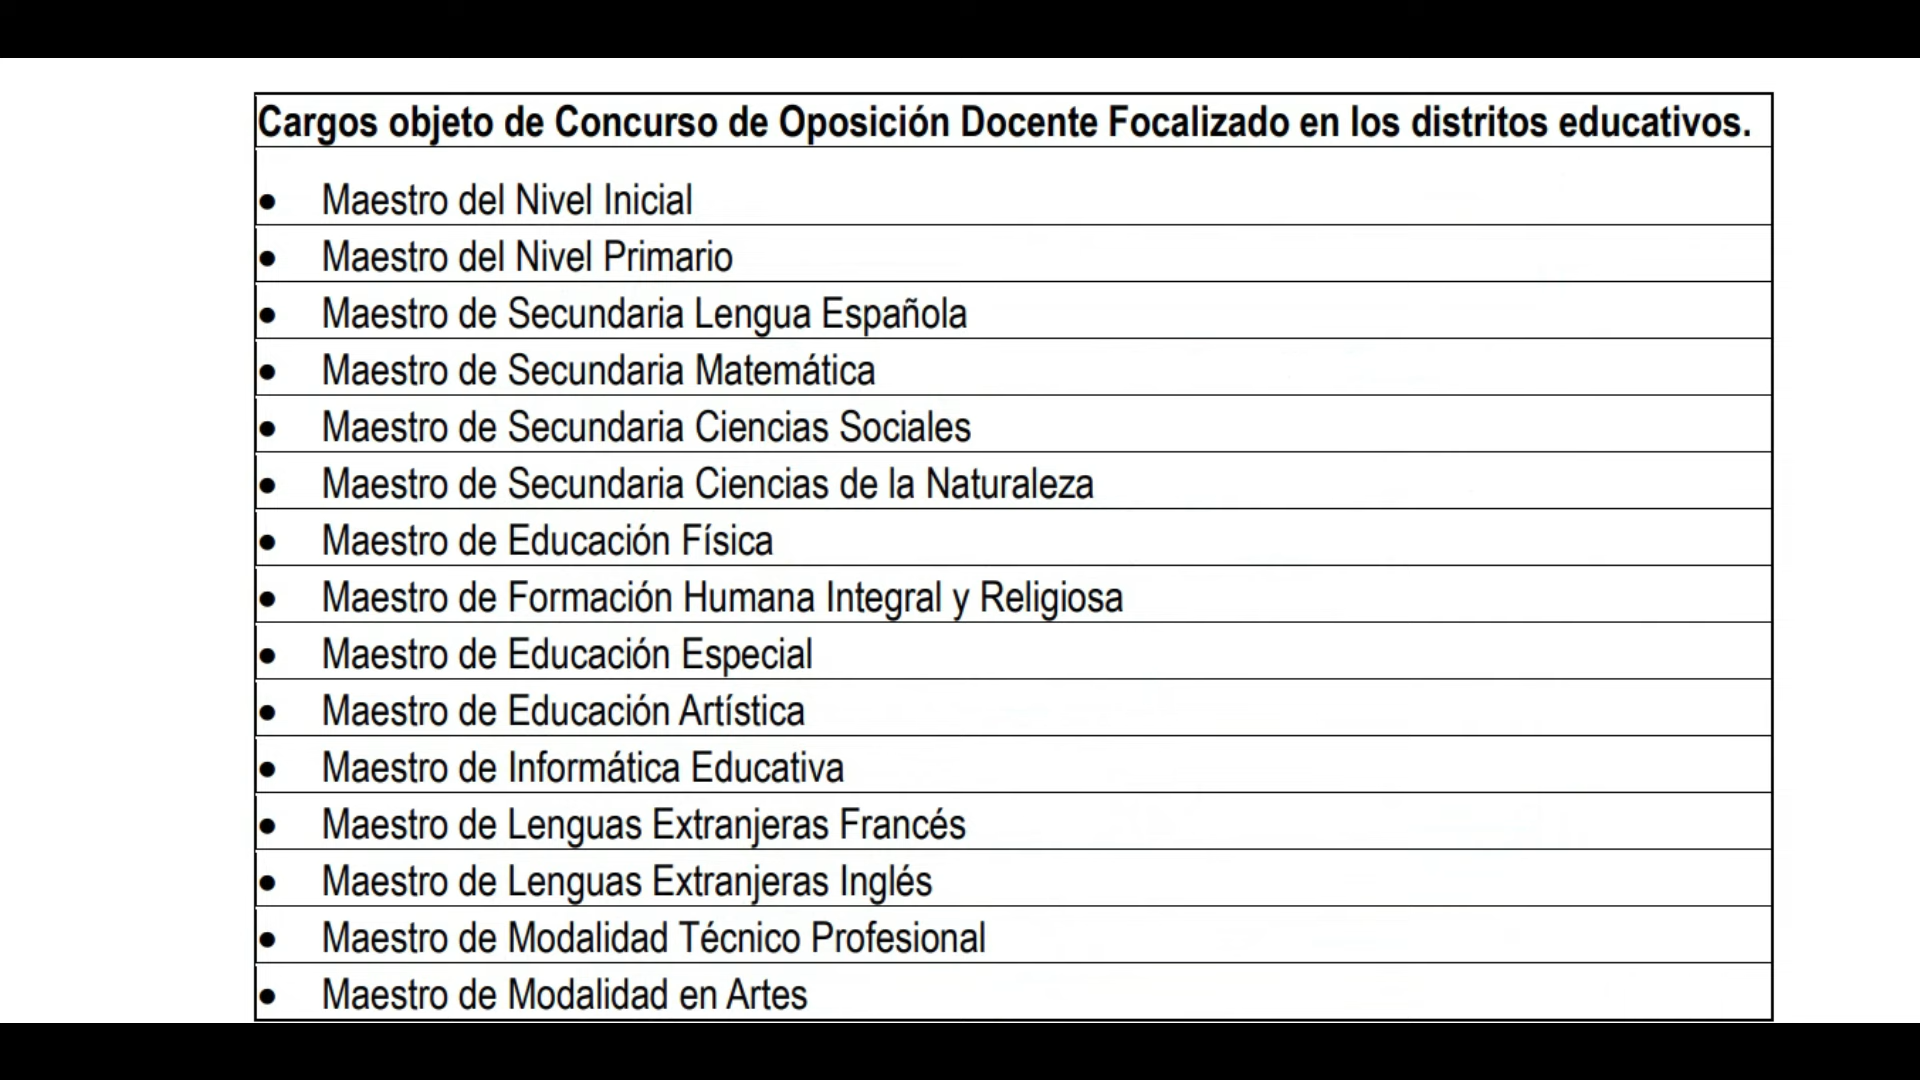 Cargos objeto de Concurso de Oposición Docente Focalizado en los distritos educativos.
● Maestro del Nivel Inicial
● Maestro del Nivel Primario
● Maestro de Secundaria Lengua Española
● Maestro de Secundaria Matemática
● Maestro de Secundaria Ciencias Sociales
● Maestro de Secundaria Ciencias de la Naturaleza
● Maestro de Educación Física
● Maestro de Formación Humana Integral y Religiosa
● Maestro de Educación Especial
● Maestro de Educación Artística
● Maestro de Informática Educativa
● Maestro de Lenguas Extranjeras Francés
● Maestro de Lenguas Extranjeras Inglés
● Maestro de Modalidad Técnico Profesional
● Maestro de Modalidad en Artes